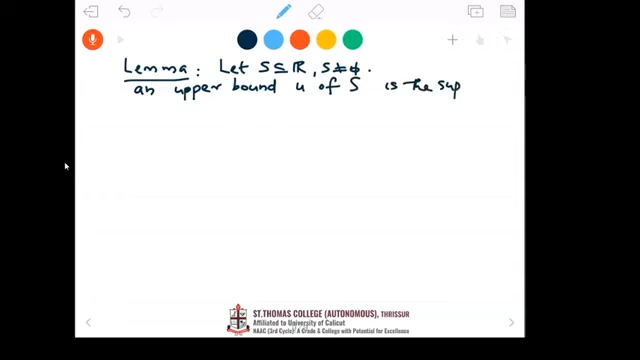 Lemma : Let S ⊆ ℝ, S ≠ ϕ.
an upper bound u of S is the sup
ST.THOMAS COLLEGE (AUTONOMOUS), THRISSUR
Affiliated to University of Calicut
NAAC (3rd Cycle) 'A' Grade & College with Potential for Excellence